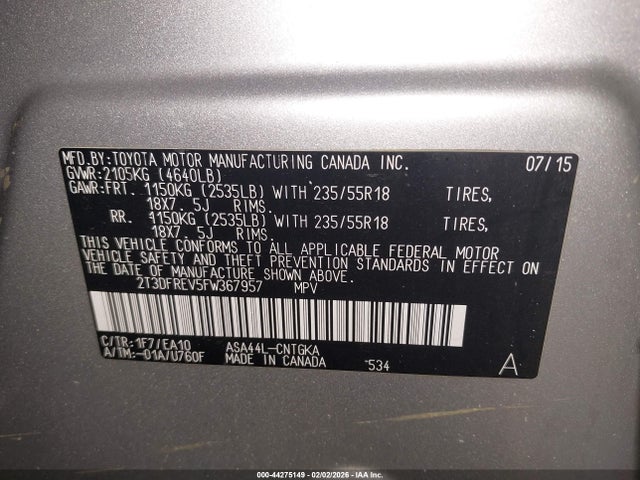 MFD.BY:TOYOTA MOTOR MANUFACTURING CANADA INC. 07/15
GVWR:2105KG (4640LB)
GAWR:FRT. 1150KG (2535LB) WITH 235/55R18 TIRES,
18X7. 5J RIMS.
RR. 1150KG (2535LB) WITH 235/55R18 TIRES,
18X7. 5J RIMS.
THIS VEHICLE CONFORMS TO ALL APPLICABLE FEDERAL MOTOR
VEHICLE SAFETY AND THEFT PREVENTION STANDARDS IN EFFECT ON
THE DATE OF MANUFACTURE SHOWN ABOVE.
2T3DFREV5FW367957 MPV
C/TR:1F7/EA10 ASA44L-CNTGKA
A/TM:-01A/U760F MADE IN CANADA 534 A
000-44275149 - 02/02/2026 - IAA Inc.